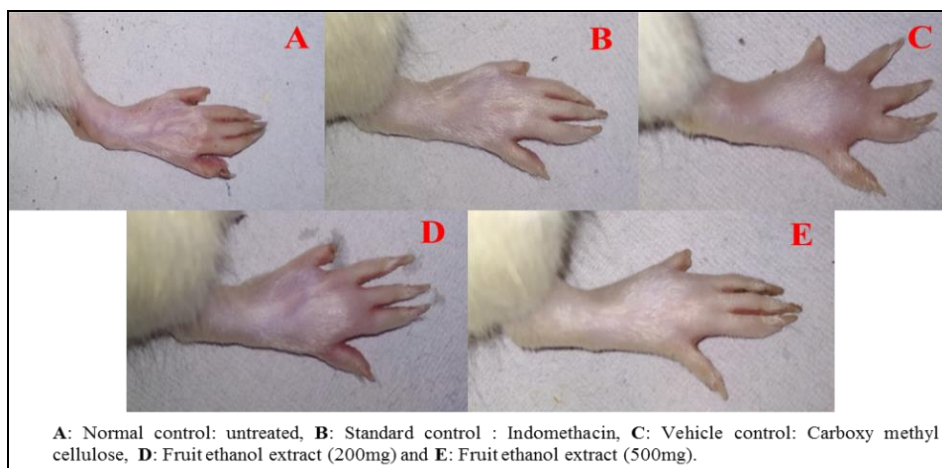 A
B
C
D
E
A: Normal control: untreated, B: Standard control : Indomethacin, C: Vehicle control: Carboxy methyl
cellulose, D: Fruit ethanol extract (200mg) and E: Fruit ethanol extract (500mg).